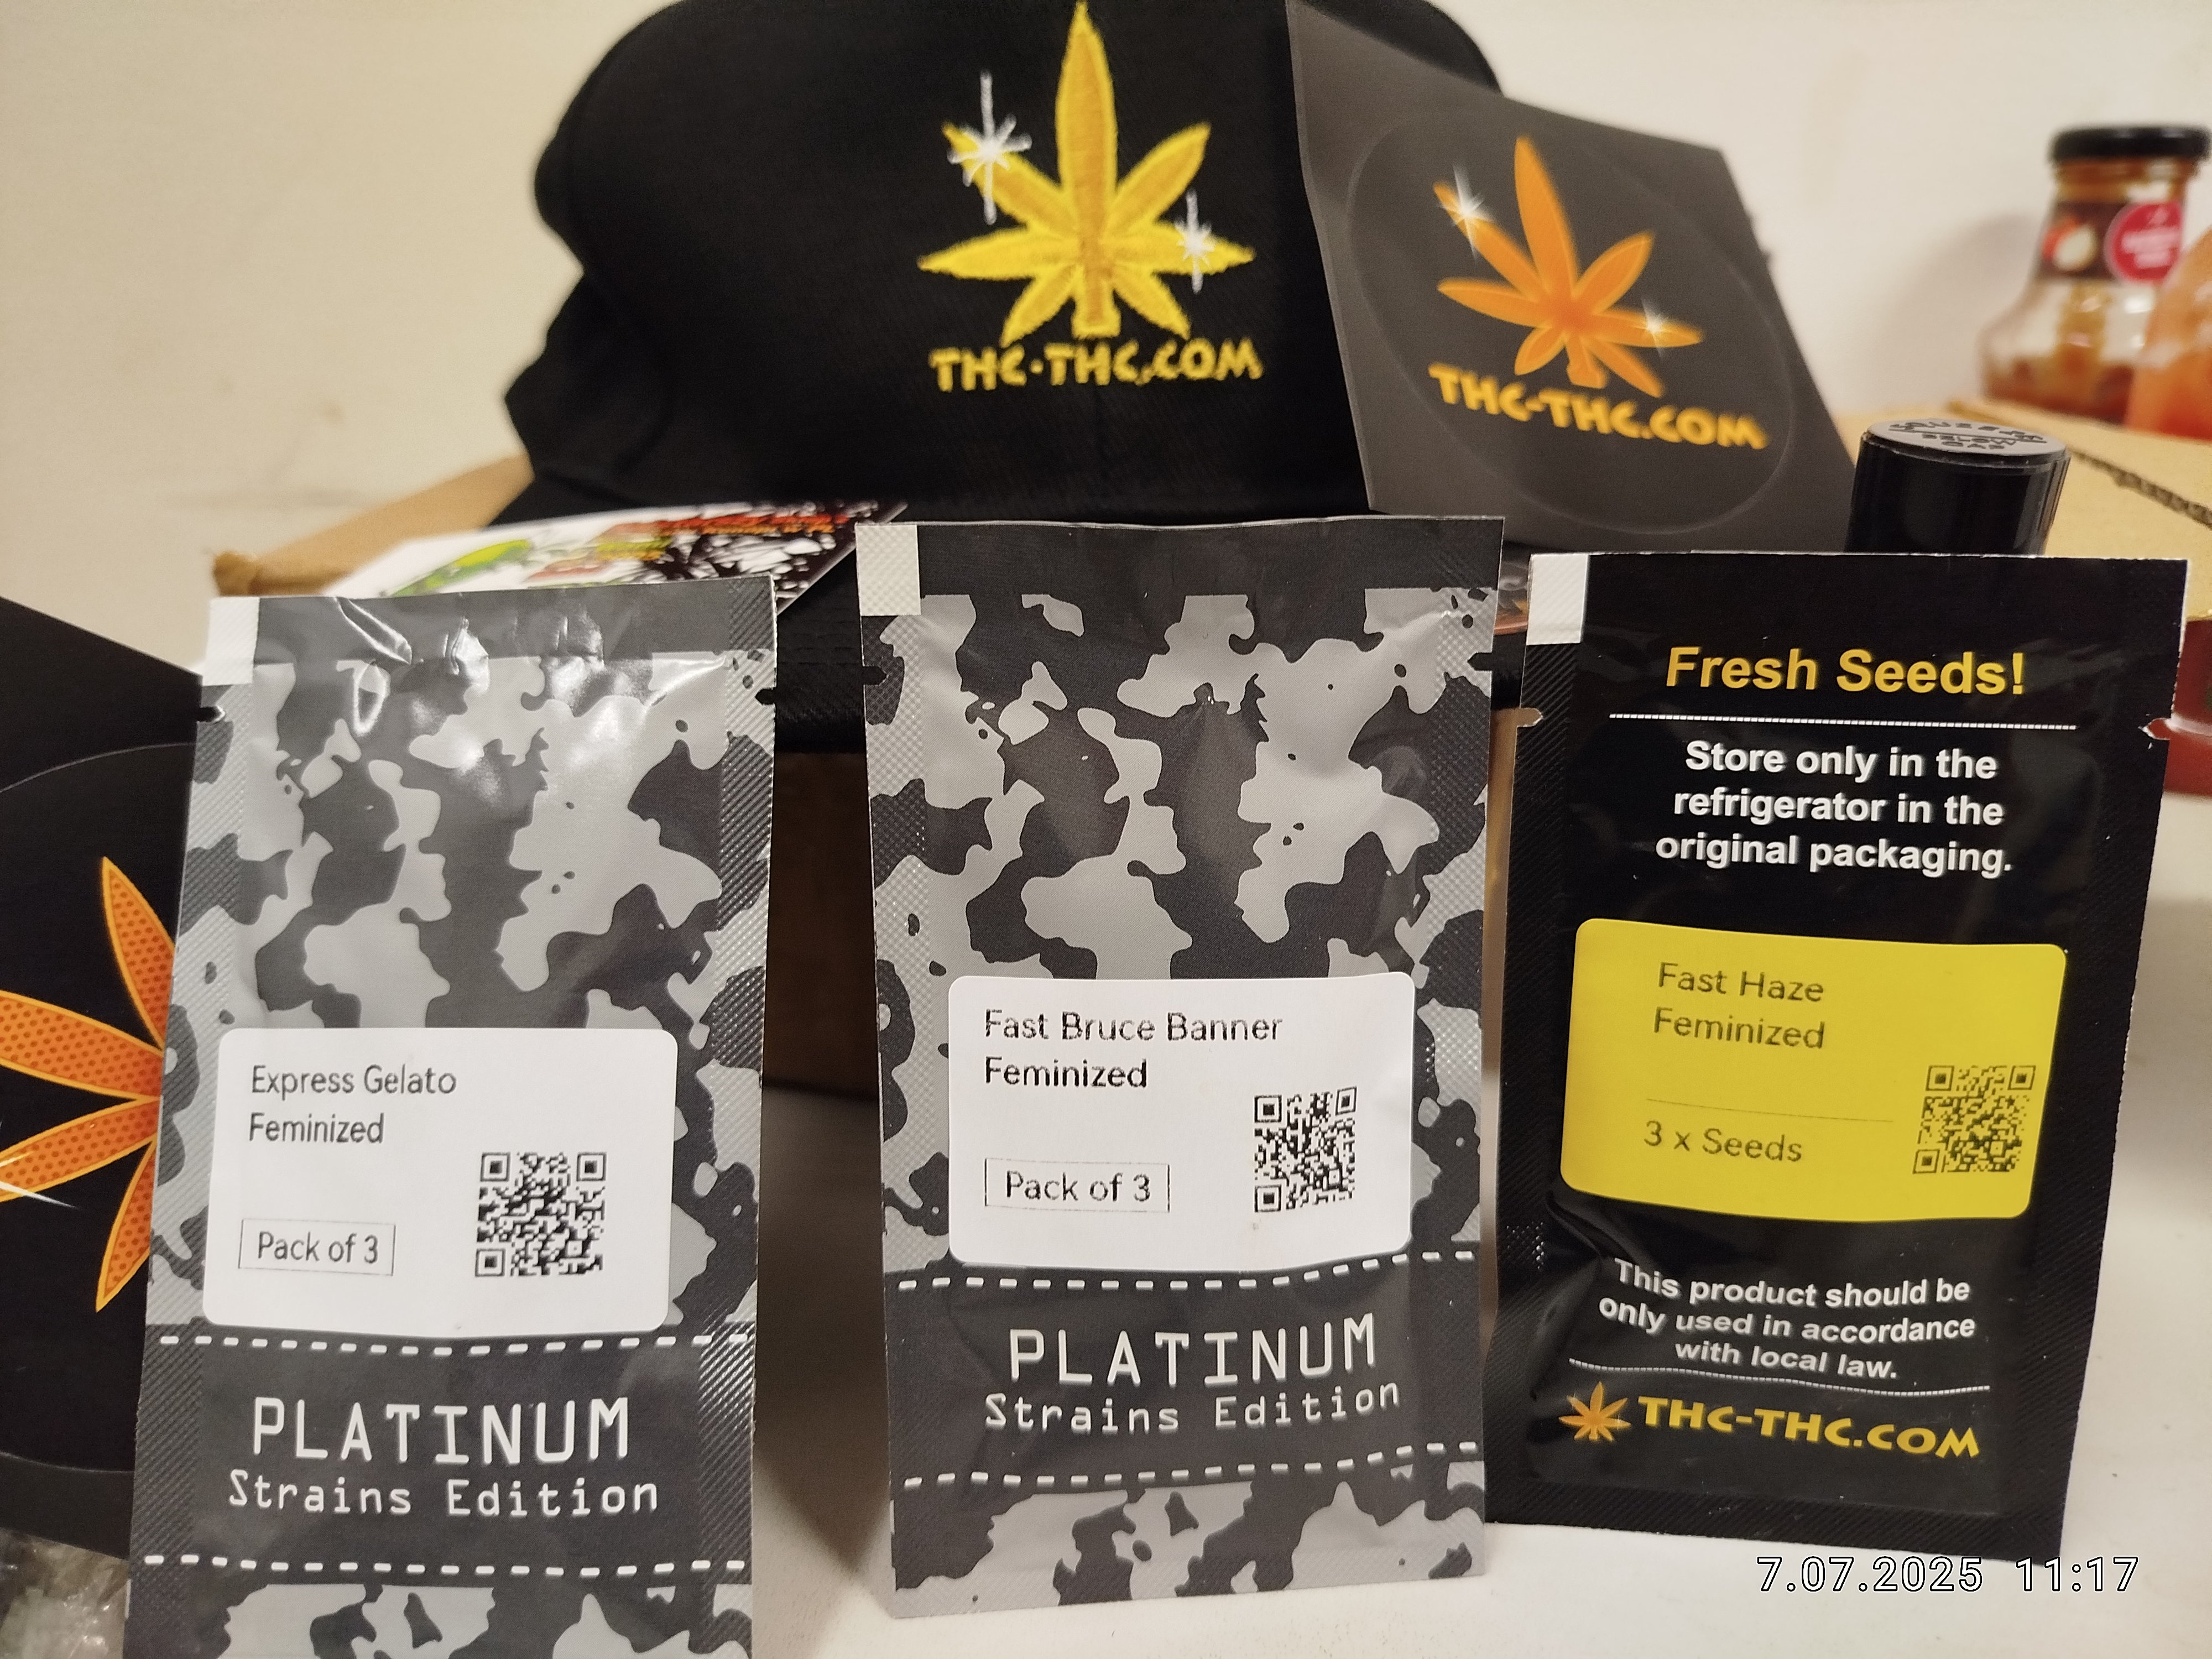 THC-THC.COM
THC-THC.COM
Express Gelato
Feminized
Pack of 3
PLATINUM
Strains Edition
Fast Bruce Banner
Feminized
Pack of 3
PLATINUM
Strains Edition
Fresh Seeds!
Store only in the
refrigerator in the
original packaging.
Fast Haze
Feminized
3 x Seeds
This product should be
only used in accordance
with local law.
THC-THC.COM
7.07.2025 11:17